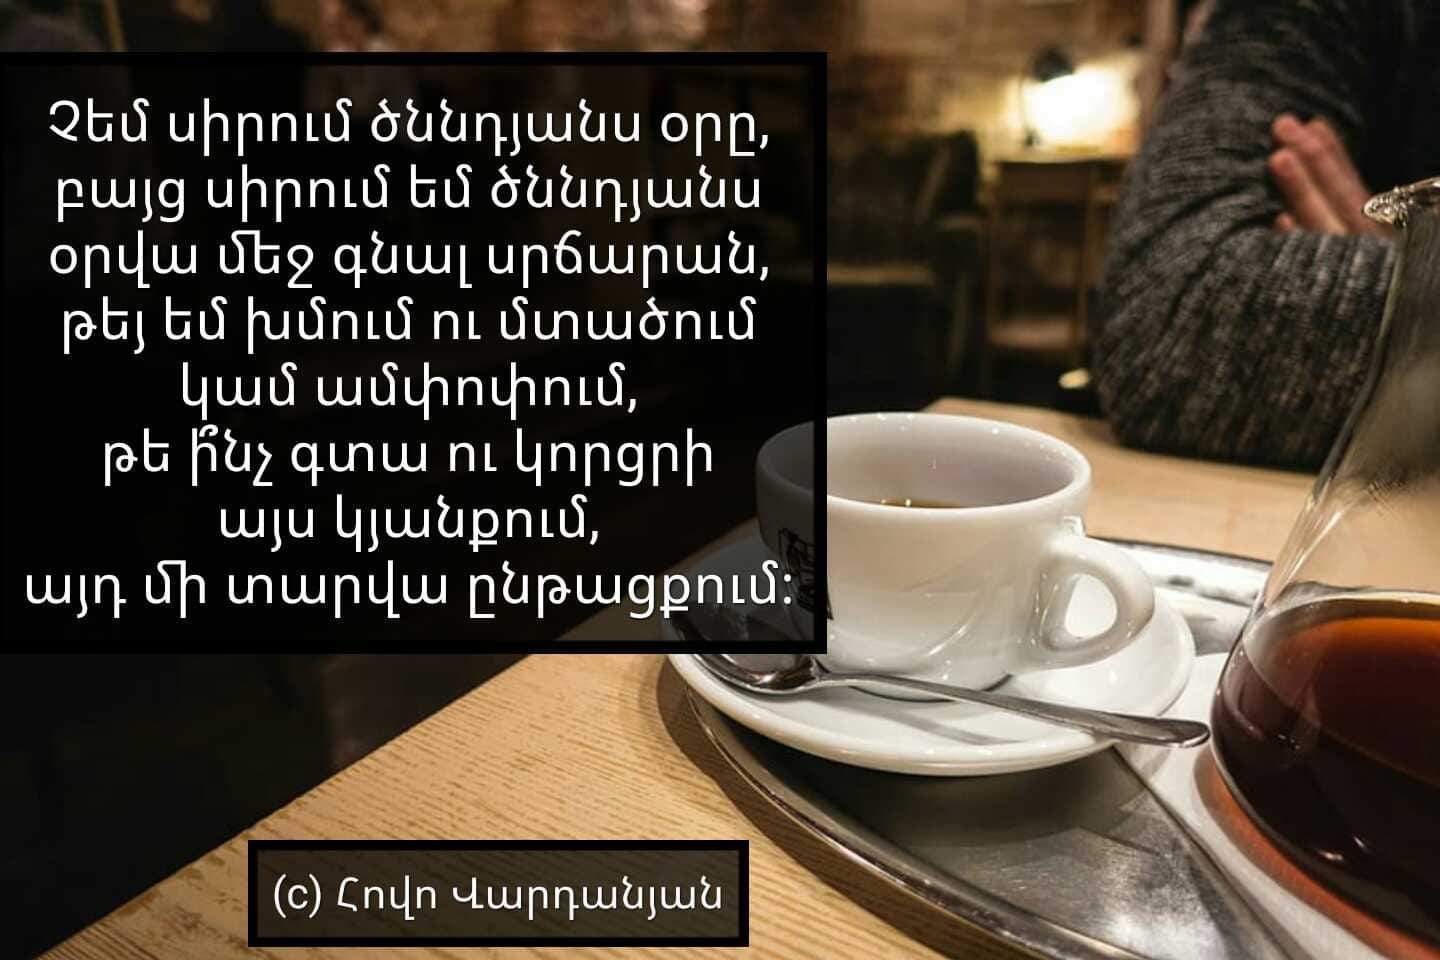 Չեմ սիրում ծննդյանս օրը,
բայց սիրում եմ ծննդյանս
օրվա մեջ գնալ սրճարան,
թեյ եմ խմում ու մտածում
կամ ամփոփում,
թե ի՞նչ գտա ու կորցրի
այս կյանքում,
այդ մի տարվա ընթացքում:
(c) Հովո Վարդանյան